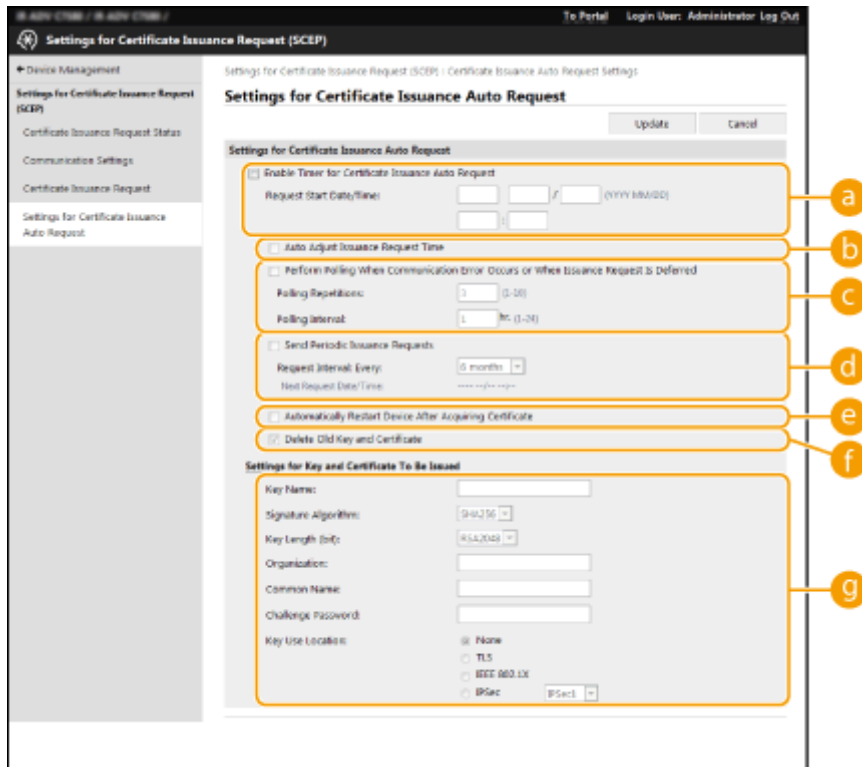 To Portal Login User: Administrator Log Out
Settings for Certificate Issuance Request (SCEP)
Device Management
Settings for Certificate Issuance Request
(SCEP)
Certificate Issuance Request Status
Communication Settings
Certificate Issuance Request
Settings for Certificate Issuance
Auto Request
Settings for Certificate Issuance Request (SCEP) : Certificate Issuance Auto Request Settings
Settings for Certificate Issuance Auto Request
Update Cancel
Settings for Certificate Issuance Auto Request
Enable Timer for Certificate Issuance Auto Request
Request Start Date/Time: / (YYYY MM/DD)
:
a
Auto Adjust Issuance Request Time
b
Perform Polling When Communication Error Occurs or When Issuance Request Is Deferred
Polling Repetitions: 3 (1-10)
Polling Interval: 1 hr. (1-24)
c
Send Periodic Issuance Requests
Request Interval: Every: 6 months
Next Request Date/Time: ---- --/-- --:--
d
Automatically Restart Device After Acquiring Certificate
e
Delete Old Key and Certificate
f
Settings for Key and Certificate To Be Issued
Key Name:
Signature Algorithm: SHA256
Key Length (bit): RSA2048
Organization:
Common Name:
Challenge Password:
Key Use Location: None
TLS
IEEE 802.1X
IPSec IPSec1
g